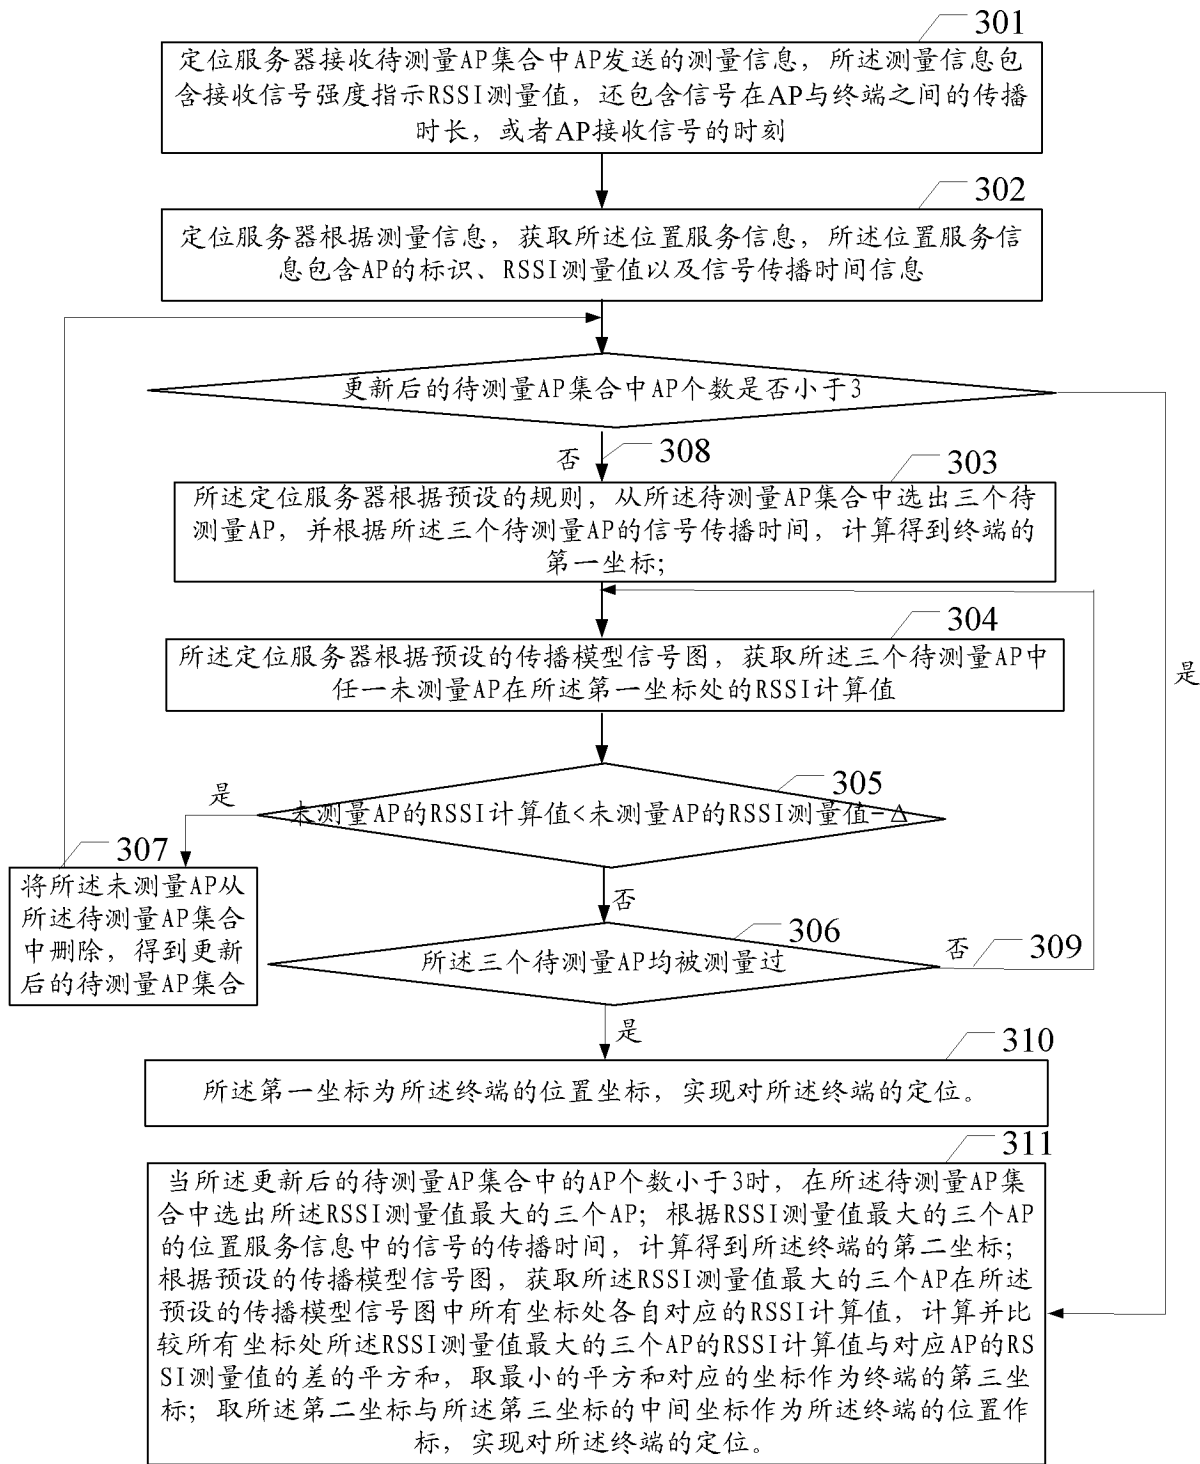 301
定位服务器接收待测量AP集合中AP发送的测量信息，所述测量信息包
含接收信号强度指示RSSI测量值，还包含信号在AP与终端之间的传播
时长，或者AP接收信号的时刻
302
定位服务器根据测量信息，获取所述位置服务信息，所述位置服务信
息包含AP的标识、RSSI测量值以及信号传播时间信息
更新后的待测量AP集合中AP个数是否小于3
308
否
303
所述定位服务器根据预设的规则，从所述待测量AP集合中选出三个待
测量AP，并根据所述三个待测量AP的信号传播时间，计算得到终端的
第一坐标；
304
所述定位服务器根据预设的传播模型信号图，获取所述三个待测量AP中
任一未测量AP在所述第一坐标处的RSSI计算值
是
305
是
未测量AP的RSSI计算值<未测量AP的RSSI测量值-Δ
307
将所述未测量AP从
所述待测量AP集合
中删除，得到更新
后的待测量AP集合
否
306
所述三个待测量AP均被测量过
否
309
是
310
所述第一坐标为所述终端的位置坐标，实现对所述终端的定位。
311
当所述更新后的待测量AP集合中的AP个数小于3时，在所述待测量AP集
合中选出所述RSSI测量值最大的三个AP；根据RSSI测量值最大的三个AP
的位置服务信息中的信号的传播时间，计算得到所述终端的第二坐标；
根据预设的传播模型信号图，获取所述RSSI测量值最大的三个AP在所述
预设的传播模型信号图中所有坐标处各自对应的RSSI计算值，计算并比
较所有坐标处所述RSSI测量值最大的三个AP的RSSI计算值与对应AP的RS
SI测量值的差的平方和，取最小的平方和对应的坐标作为终端的第三坐
标；取所述第二坐标与所述第三坐标的中间坐标作为所述终端的位置作
标，实现对所述终端的定位。